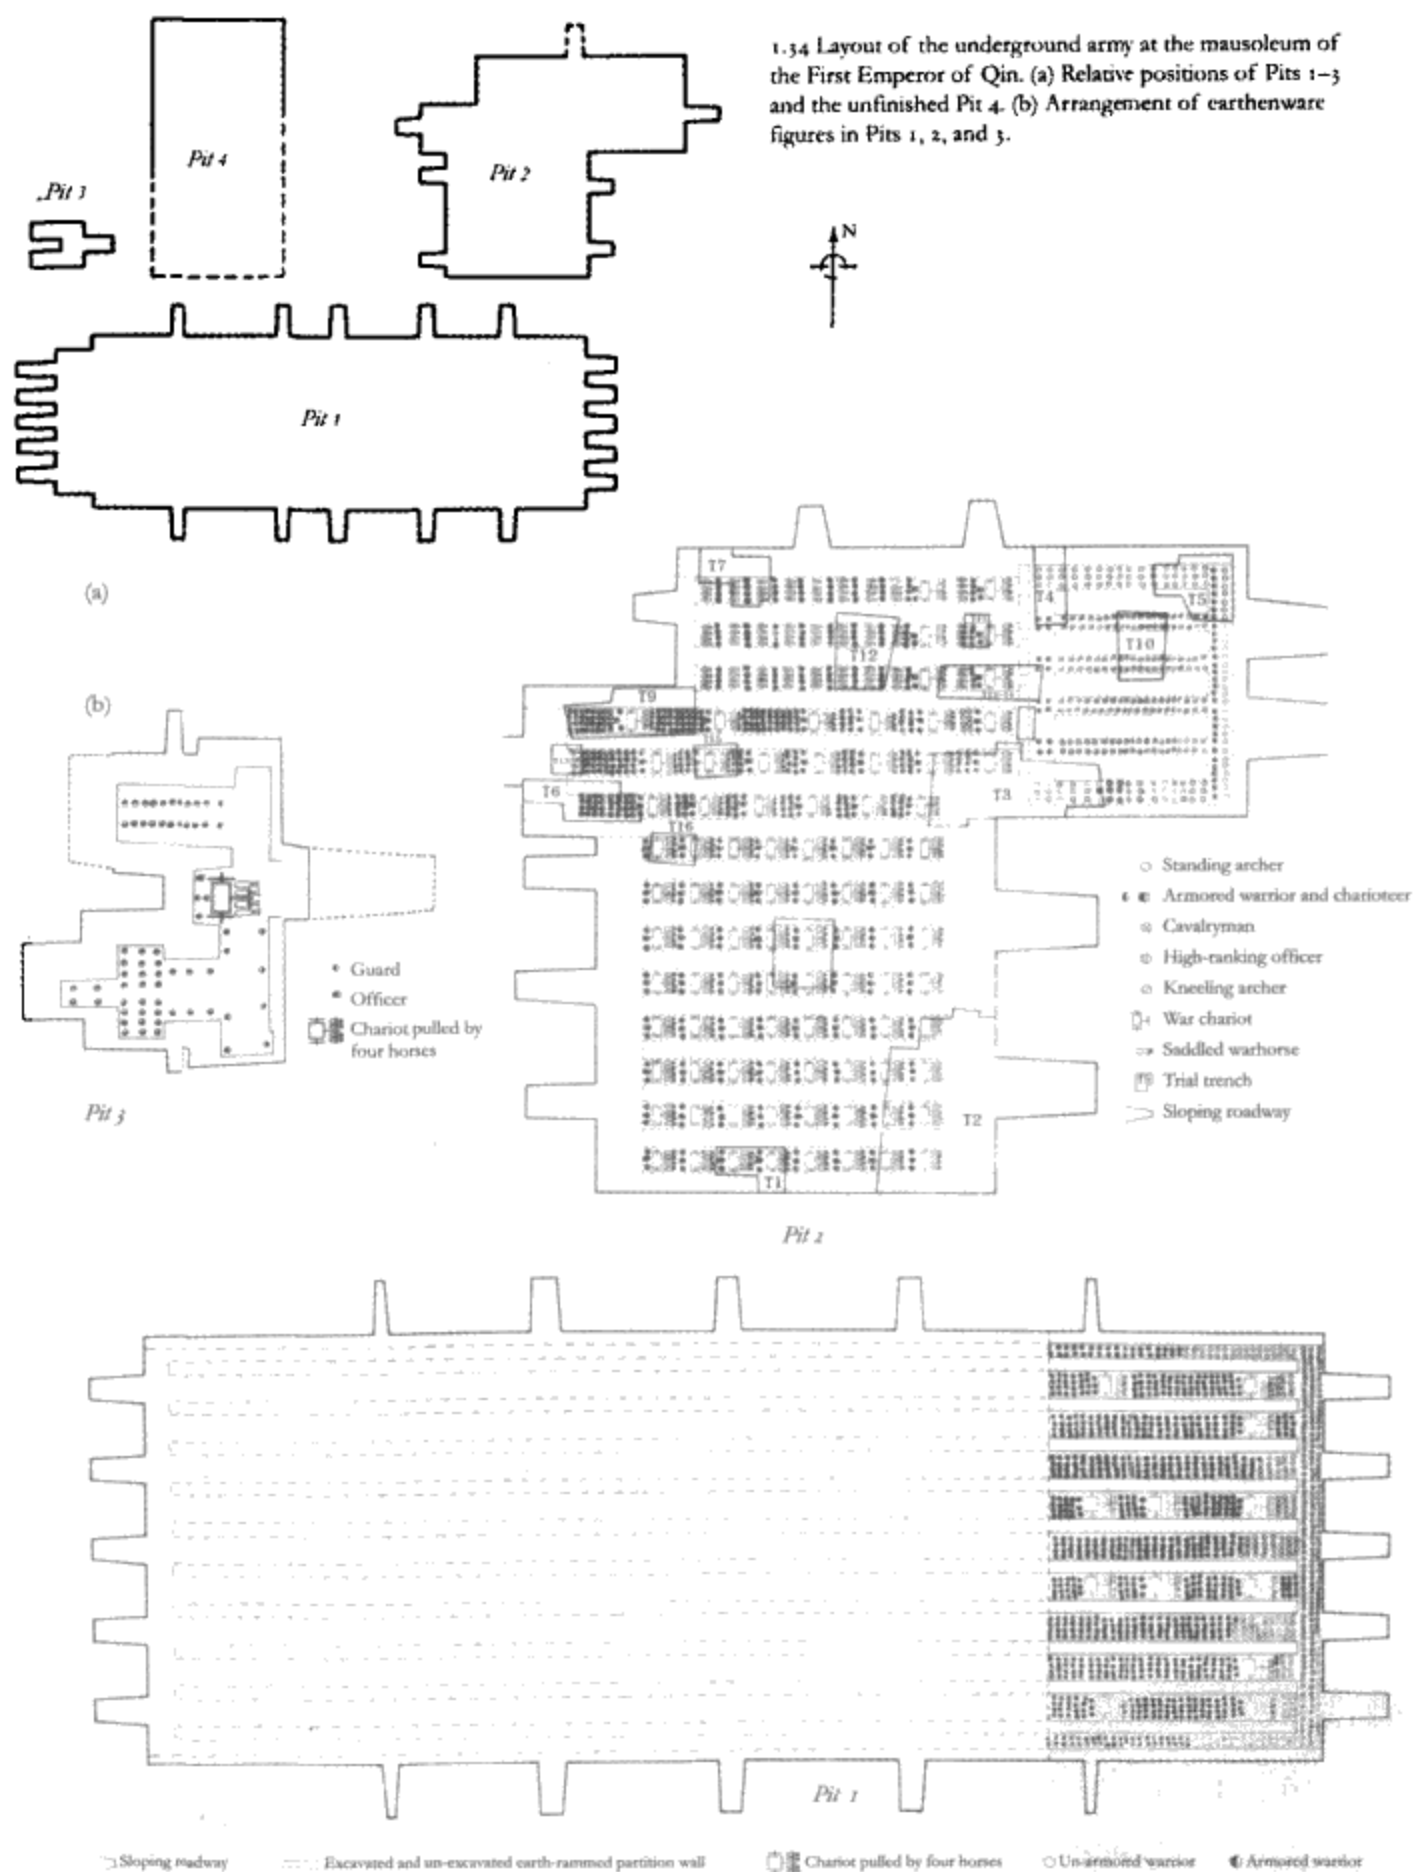 1.34 Layout of the underground army at the mausoleum of
the First Emperor of Qin. (a) Relative positions of Pits 1–3
and the unfinished Pit 4. (b) Arrangement of earthenware
figures in Pits 1, 2, and 3.
Pit 4
Pit 2
Pit 3
N
Pit 1
(a)
T7
T4
T5
T12
T10
(b)
T9
T6
T3
T16
Standing archer
Armored warrior and charioteer
Cavalryman
High-ranking officer
Kneeling archer
War chariot
Saddled warhorse
Trial trench
Sloping roadway
Guard
Officer
Chariot pulled by
four horses
Pit 3
T2
T1
Pit 2
Pit 1
Sloping roadway
Excavated and un-excavated earth-rammed partition wall
Chariot pulled by four horses
Un-armored warrior
Armored warrior